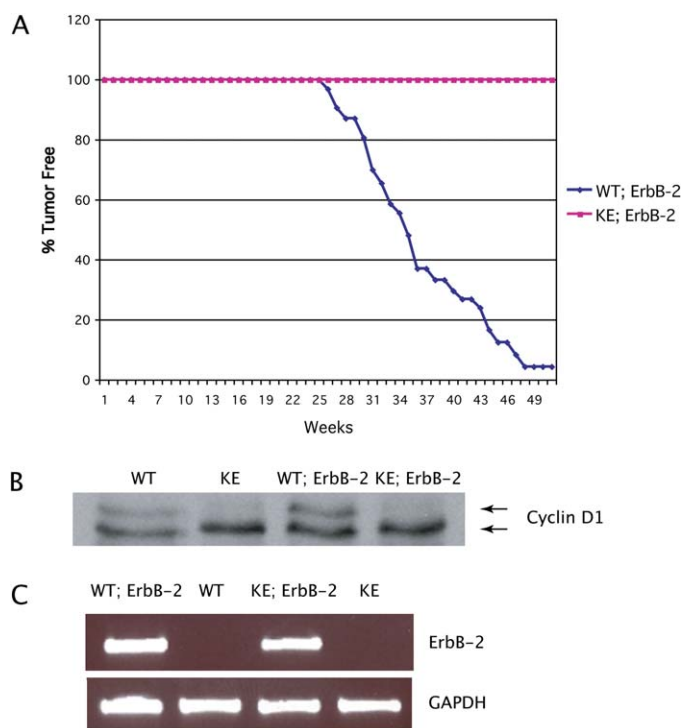 A
120
100
80
60
40
20
0
% Tumor Free
1 4 7 10 13 16 19 22 25 28 31 34 37 40 43 46 49
Weeks
WT; ErbB-2
KE; ErbB-2
B
WT KE WT; ErbB-2 KE; ErbB-2
Cyclin D1
C
WT; ErbB-2 WT KE; ErbB-2 KE
ErbB-2
GAPDH